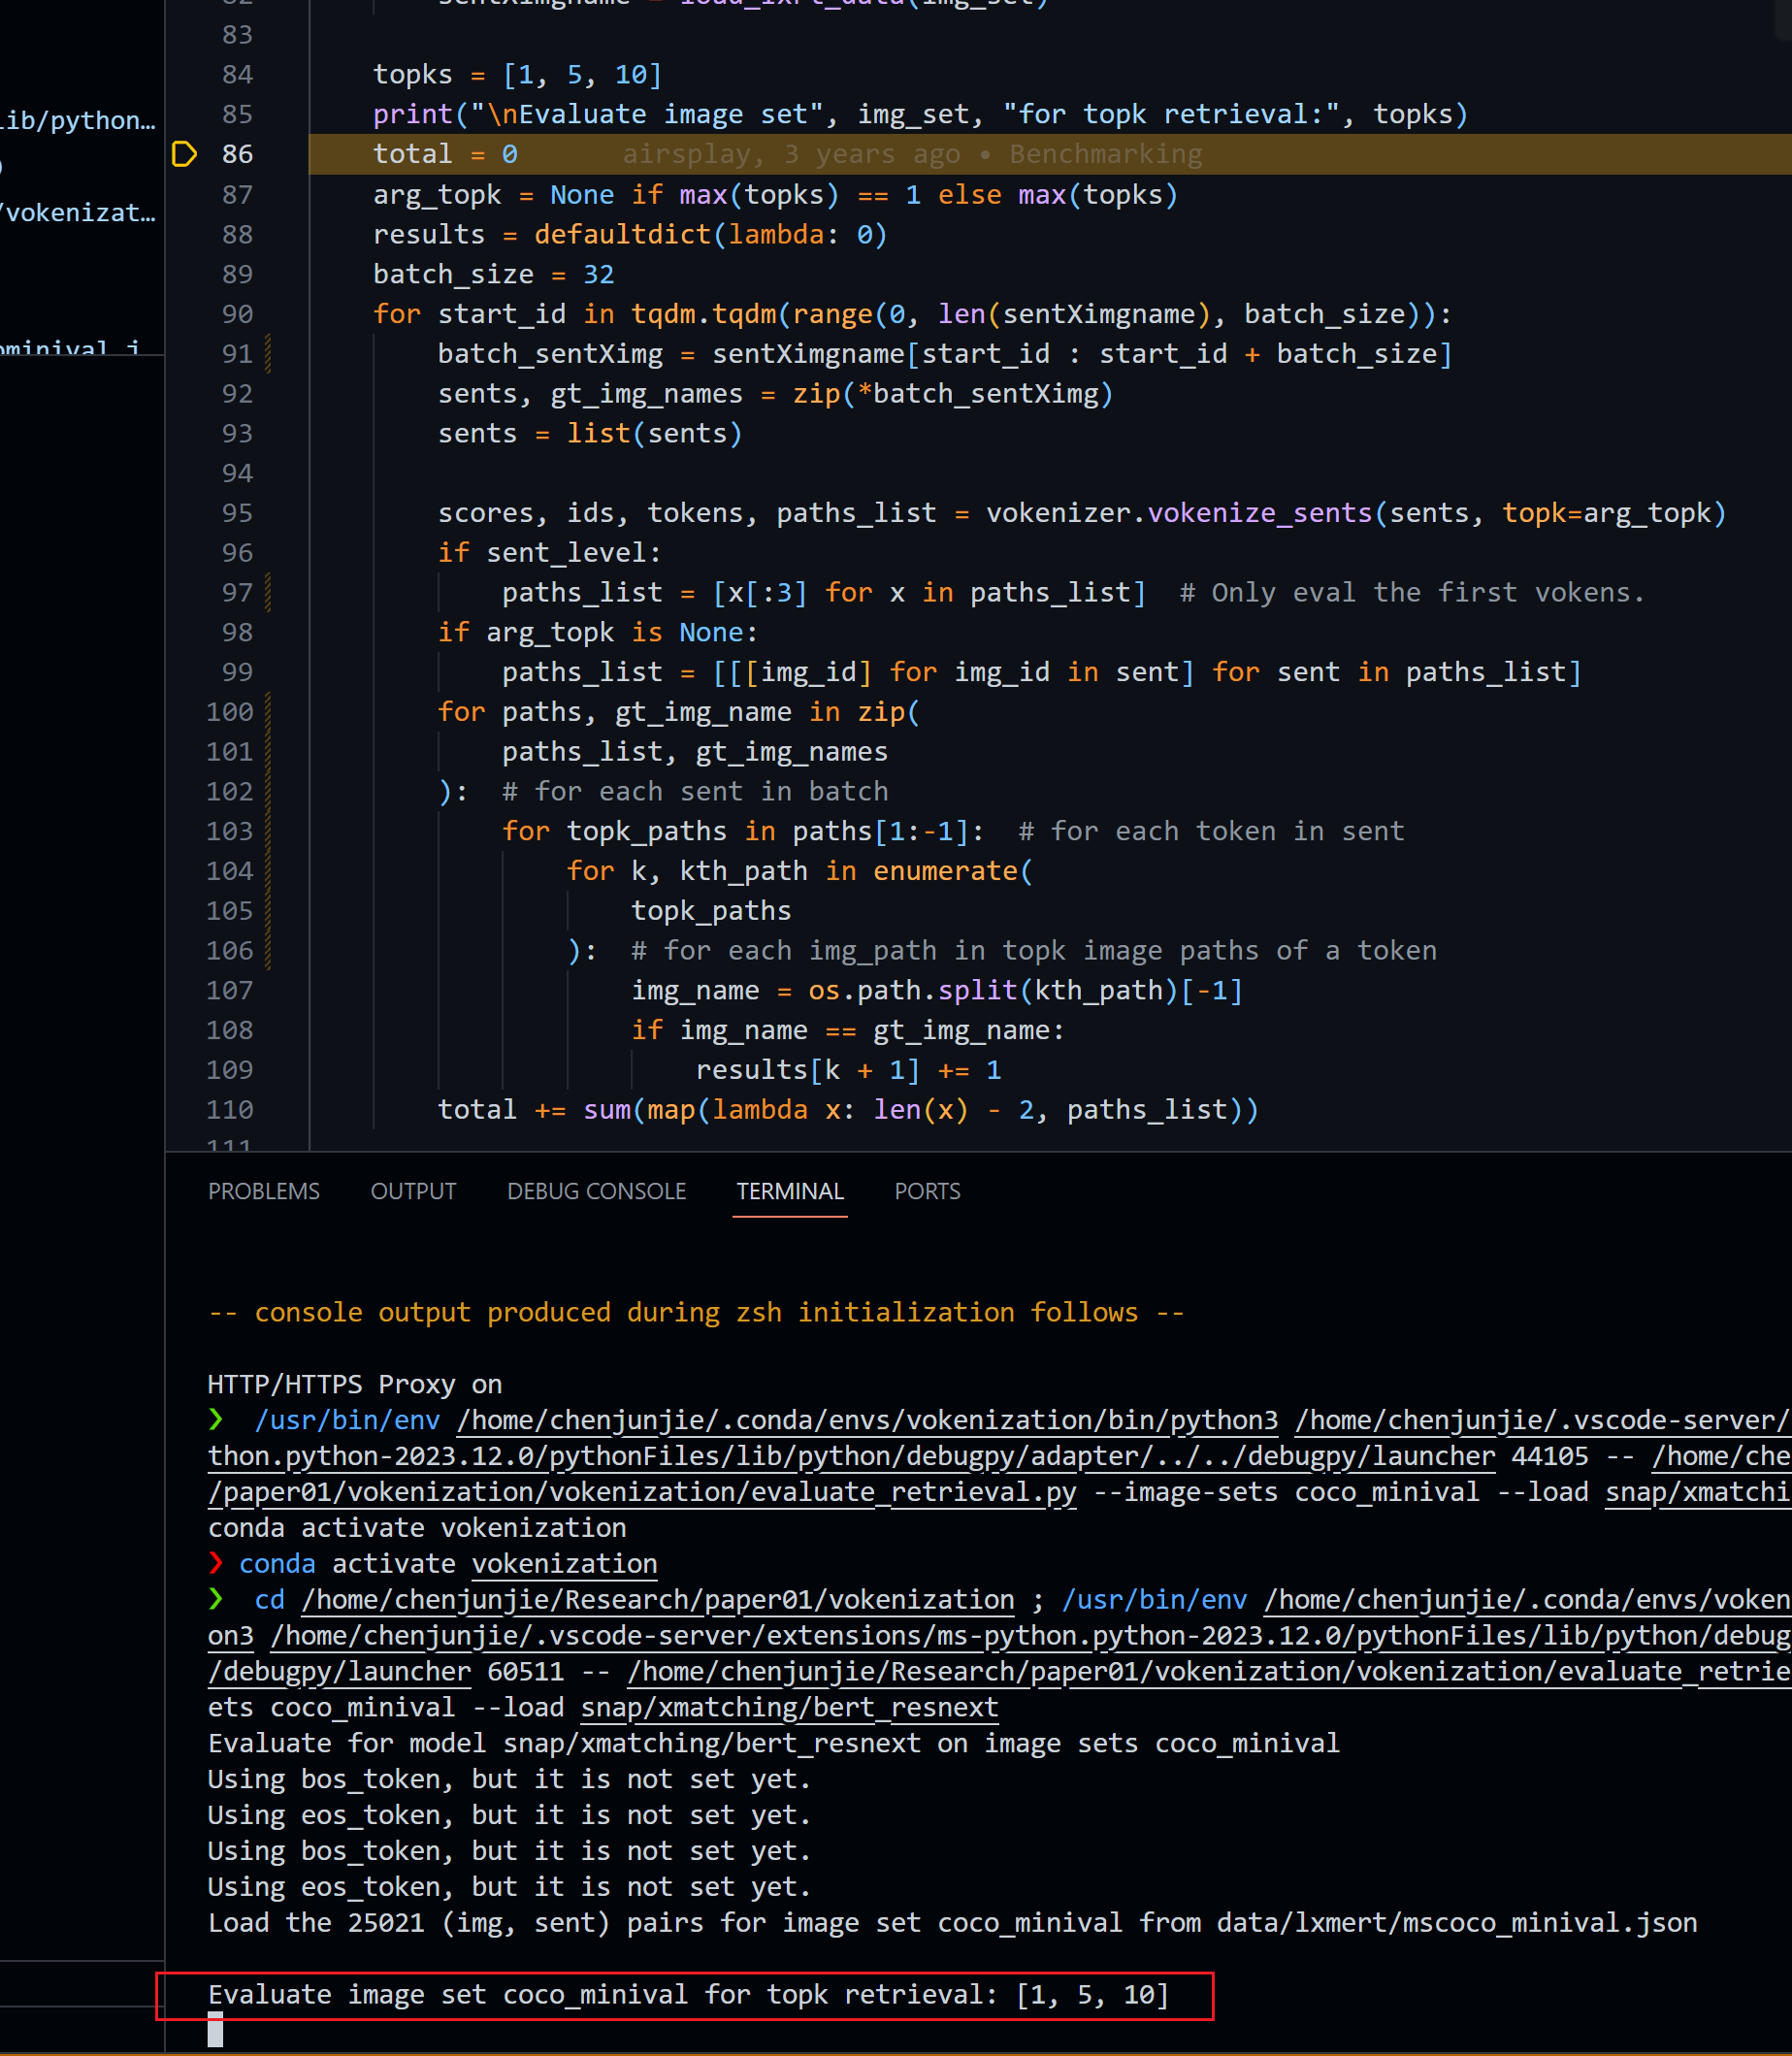 82 sentXimgname = load_lxrt_data(img_set)
83
84 topks = [1, 5, 10]
85 print("\nEvaluate image set", img_set, "for topk retrieval:", topks)
lib/python…
86 total = 0 airsplay, 3 years ago • Benchmarking
)
87 arg_topk = None if max(topks) == 1 else max(topks)
/vokenizat…
88 results = defaultdict(lambda: 0)
89 batch_size = 32
90 for start_id in tqdm.tqdm(range(0, len(sentXimgname), batch_size)):
ominival.j
91 batch_sentXimg = sentXimgname[start_id : start_id + batch_size]
92 sents, gt_img_names = zip(*batch_sentXimg)
93 sents = list(sents)
94
95 scores, ids, tokens, paths_list = vokenizer.vokenize_sents(sents, topk=arg_topk)
96 if sent_level:
97 paths_list = [x[:3] for x in paths_list]  # Only eval the first vokens.
98 if arg_topk is None:
99 paths_list = [[[img_id] for img_id in sent] for sent in paths_list]
100 for paths, gt_img_name in zip(
101 paths_list, gt_img_names
102 ):  # for each sent in batch
103 for topk_paths in paths[1:-1]:  # for each token in sent
104 for k, kth_path in enumerate(
105 topk_paths
106 ):  # for each img_path in topk image paths of a token
107 img_name = os.path.split(kth_path)[-1]
108 if img_name == gt_img_name:
109 results[k + 1] += 1
110 total += sum(map(lambda x: len(x) - 2, paths_list))
111
PROBLEMS OUTPUT DEBUG CONSOLE TERMINAL PORTS
-- console output produced during zsh initialization follows --
HTTP/HTTPS Proxy on
❯ /usr/bin/env /home/chenjunjie/.conda/envs/vokenization/bin/python3 /home/chenjunjie/.vscode-server/
thon.python-2023.12.0/pythonFiles/lib/python/debugpy/adapter/../../debugpy/launcher 44105 -- /home/che
/paper01/vokenization/vokenization/evaluate_retrieval.py --image-sets coco_minival --load snap/xmatchi
conda activate vokenization
❯ conda activate vokenization
❯ cd /home/chenjunjie/Research/paper01/vokenization ; /usr/bin/env /home/chenjunjie/.conda/envs/voken
on3 /home/chenjunjie/.vscode-server/extensions/ms-python.python-2023.12.0/pythonFiles/lib/python/debug
/debugpy/launcher 60511 -- /home/chenjunjie/Research/paper01/vokenization/vokenization/evaluate_retrie
ets coco_minival --load snap/xmatching/bert_resnext
Evaluate for model snap/xmatching/bert_resnext on image sets coco_minival
Using bos_token, but it is not set yet.
Using eos_token, but it is not set yet.
Using bos_token, but it is not set yet.
Using eos_token, but it is not set yet.
Load the 25021 (img, sent) pairs for image set coco_minival from data/lxmert/mscoco_minival.json
Evaluate image set coco_minival for topk retrieval: [1, 5, 10]